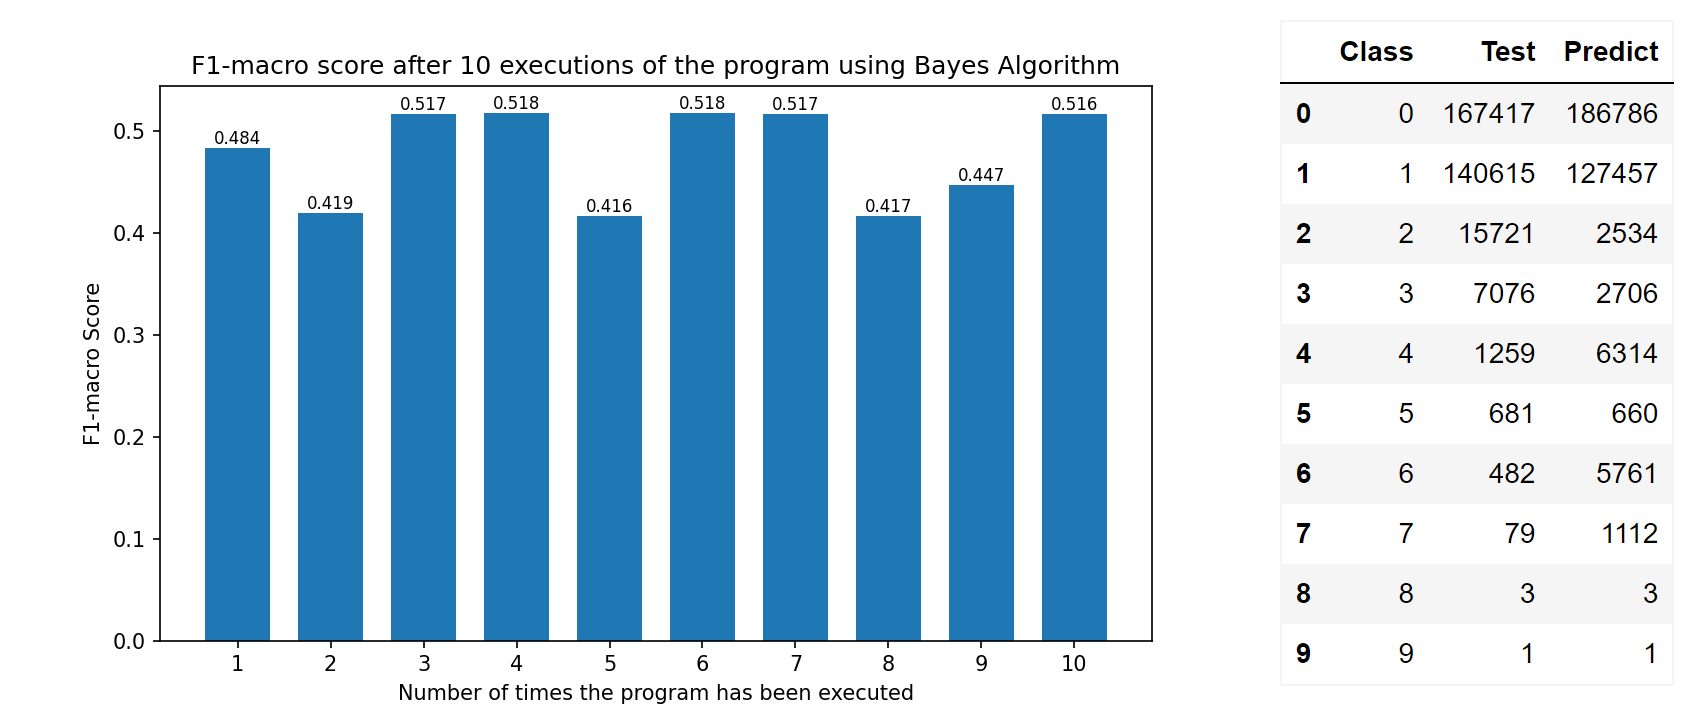 F1-macro score after 10 executions of the program using Bayes Algorithm
0.484
0.419
0.517
0.518
0.416
0.518
0.517
0.417
0.447
0.516
F1-macro Score
0.5
0.4
0.3
0.2
0.1
0.0
1 2 3 4 5 6 7 8 9 10
Number of times the program has been executed
Class Test Predict
0 0 167417 186786
1 1 140615 127457
2 2 15721 2534
3 3 7076 2706
4 4 1259 6314
5 5 681 660
6 6 482 5761
7 7 79 1112
8 8 3 3
9 9 1 1